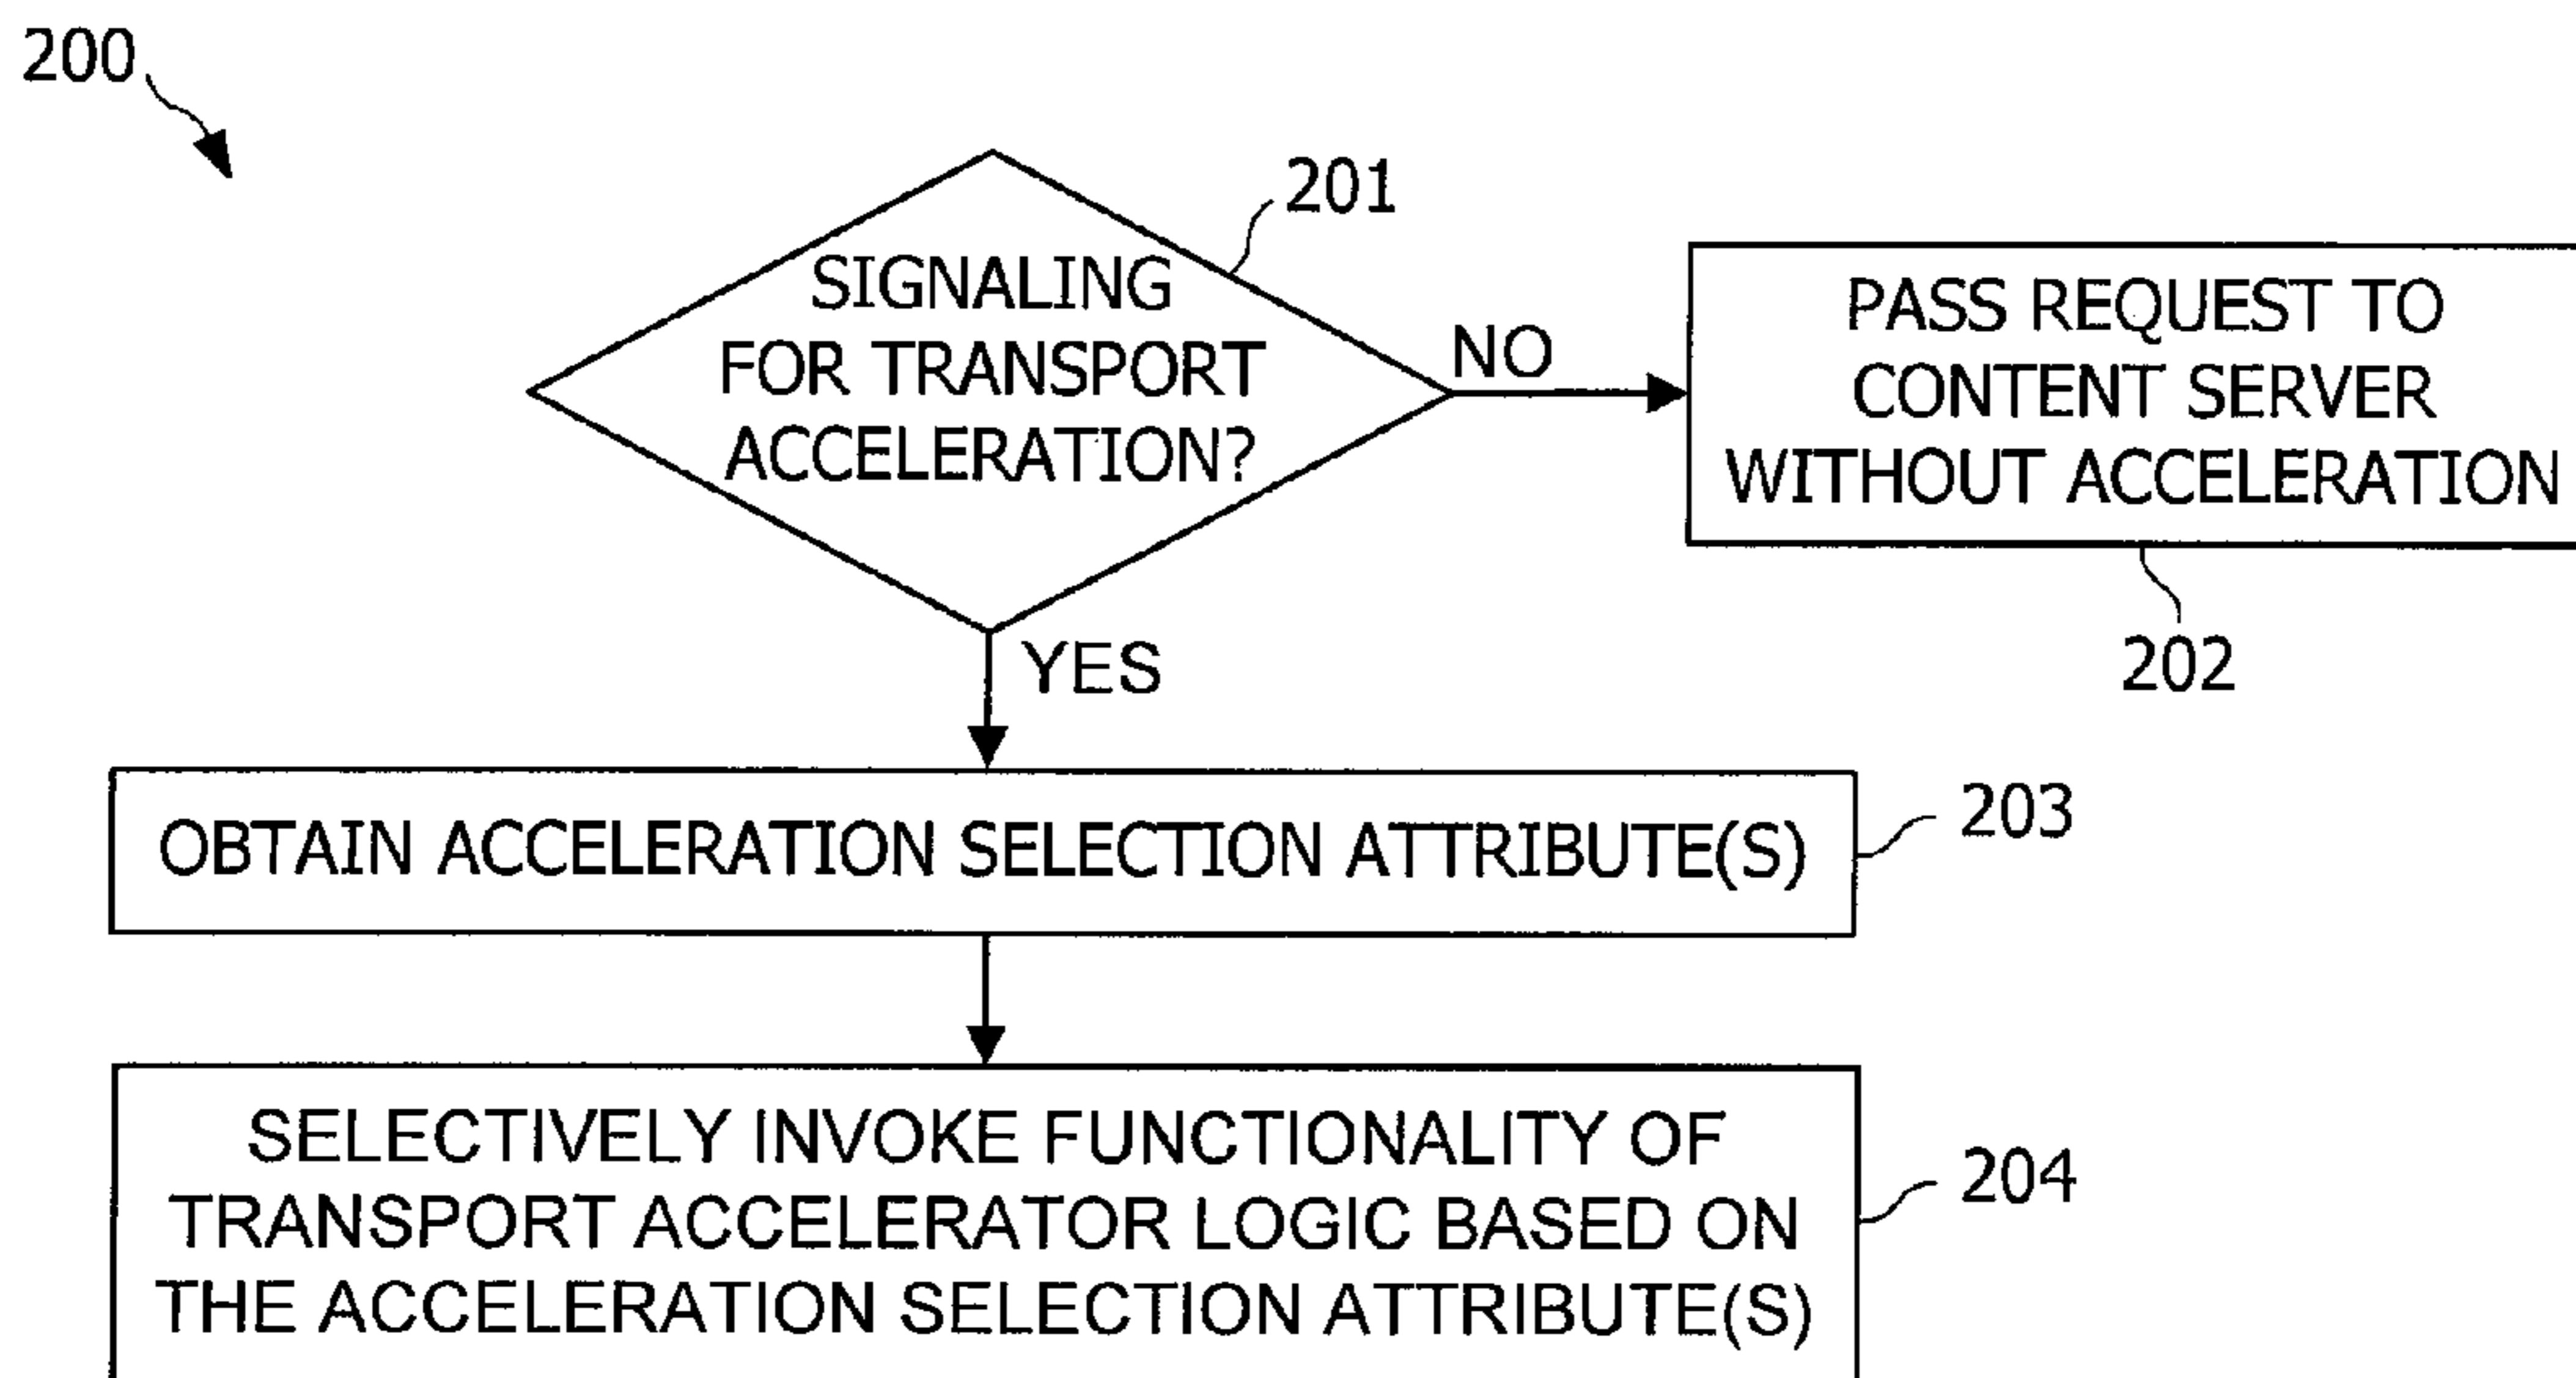 200
201
SIGNALING
FOR TRANSPORT
ACCELERATION?
NO
PASS REQUEST TO
CONTENT SERVER
WITHOUT ACCELERATION
202
YES
OBTAIN ACCELERATION SELECTION ATTRIBUTE(S)
203
SELECTIVELY INVOKE FUNCTIONALITY OF
TRANSPORT ACCELERATOR LOGIC BASED ON
THE ACCELERATION SELECTION ATTRIBUTE(S)
204